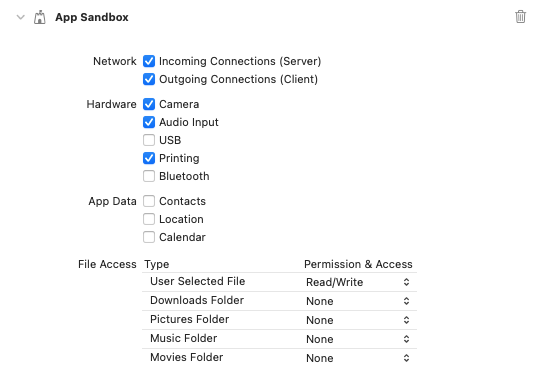 App Sandbox
Network Incoming Connections (Server)
Outgoing Connections (Client)
Hardware Camera
Audio Input
USB
Printing
Bluetooth
App Data Contacts
Location
Calendar
File Access Type Permission & Access
User Selected File Read/Write
Downloads Folder None
Pictures Folder None
Music Folder None
Movies Folder None